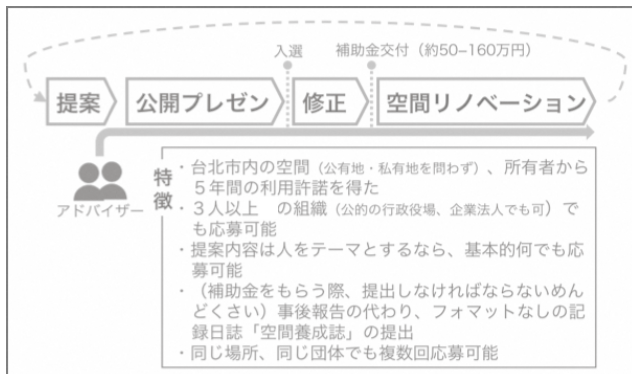 入選
補助金交付（約50–160万円）
提案
公開プレゼン
修正
空間リノベーション
アドバイザー
特徴
・台北市内の空間（公有地・私有地を問わず）、所有者から
５年間の利用許諾を得た
・３人以上　の組織（公的の行政役場、企業法人でも可）で
も応募可能
・提案内容は人をテーマとするなら、基本的何でも応
募可能
・（補助金をもらう際、提出しなければならないめん
どくさい）事後報告の代わり、フォマットなしの記
録日誌「空間養成誌」の提出
・同じ場所、同じ団体でも複数回応募可能